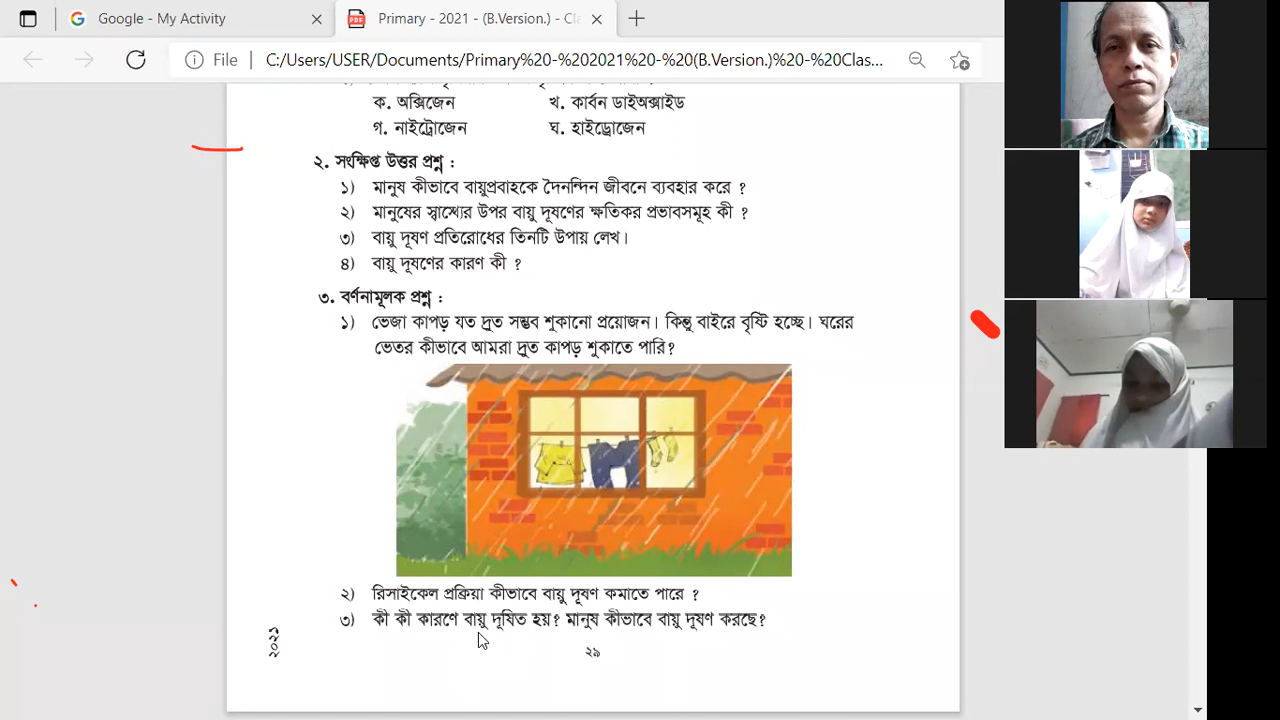 Google - My Activity
Primary - 2021 - (B.Version.) - Cla
File
C:/Users/USER/Documents/Primary%20-%202021%20-%20(B.Version.)%20-%20Clas...
ক. অক্সিজেন খ. কার্বন ডাইঅক্সাইড
গ. নাইট্রোজেন ঘ. হাইড্রোজেন
২. সংক্ষিপ্ত উত্তর প্রশ্ন :
১) মানুষ কীভাবে বায়ুপ্রবাহকে দৈনন্দিন জীবনে ব্যবহার করে ?
২) মানুষের স্বাস্থ্যের উপর বায়ু দূষণের ক্ষতিকর প্রভাবসমূহ কী ?
৩) বায়ু দূষণ প্রতিরোধের তিনটি উপায় লেখ।
৪) বায়ু দূষণের কারণ কী ?
৩. বর্ণনামূলক প্রশ্ন :
১) ভেজা কাপড় যত দ্রুত সম্ভব শুকানো প্রয়োজন। কিন্তু বাইরে বৃষ্টি হচ্ছে। ঘরের
ভেতর কীভাবে আমরা দ্রুত কাপড় শুকাতে পারি?
২) রিসাইকেল প্রক্রিয়া কীভাবে বায়ু দূষণ কমাতে পারে ?
৩) কী কী কারণে বায়ু দূষিত হয়? মানুষ কীভাবে বায়ু দূষণ করছে?
২০২১
২৯